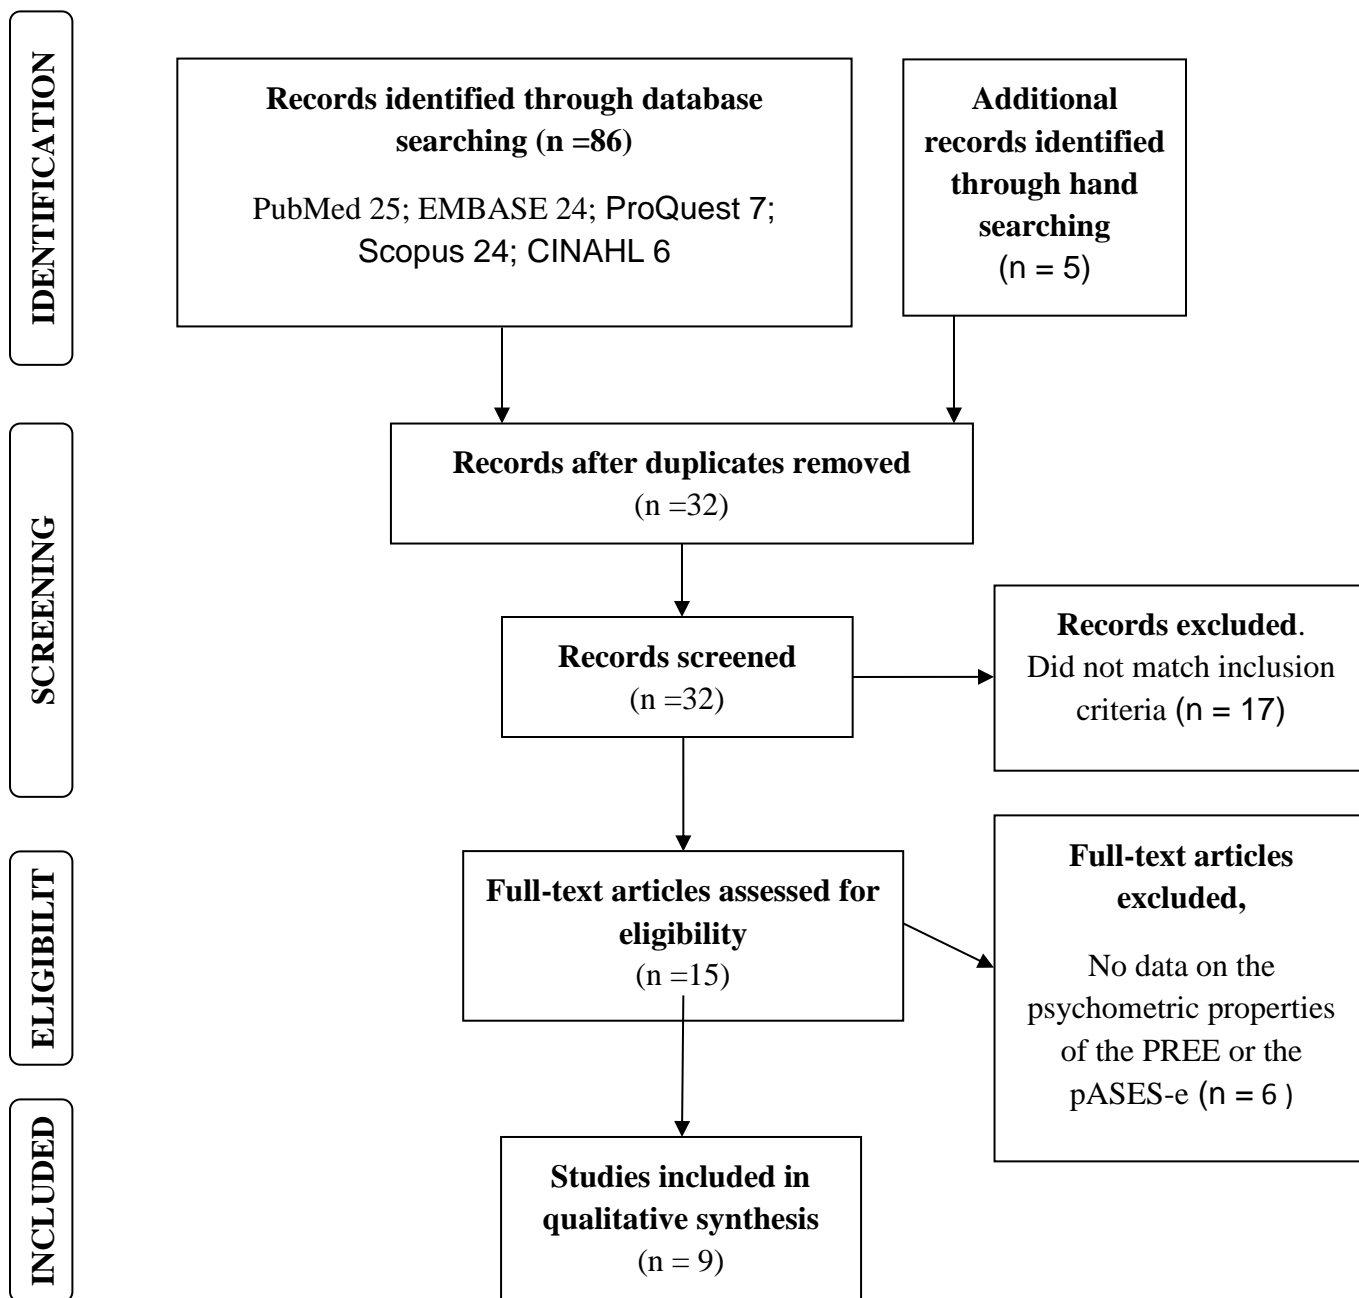 IDENTIFICATION
Records identified through database
searching (n =86)
PubMed 25; EMBASE 24; ProQuest 7;
Scopus 24; CINAHL 6
Additional
records identified
through hand
searching
(n = 5)
SCREENING
Records after duplicates removed
(n =32)
Records screened
(n =32)
Records excluded.
Did not match inclusion
criteria (n = 17)
ELIGIBILIT
Full-text articles assessed for
eligibility
(n =15)
Full-text articles
excluded,
No data on the
psychometric properties
of the PREE or the
pASES-e (n = 6 )
INCLUDED
Studies included in
qualitative synthesis
(n = 9)